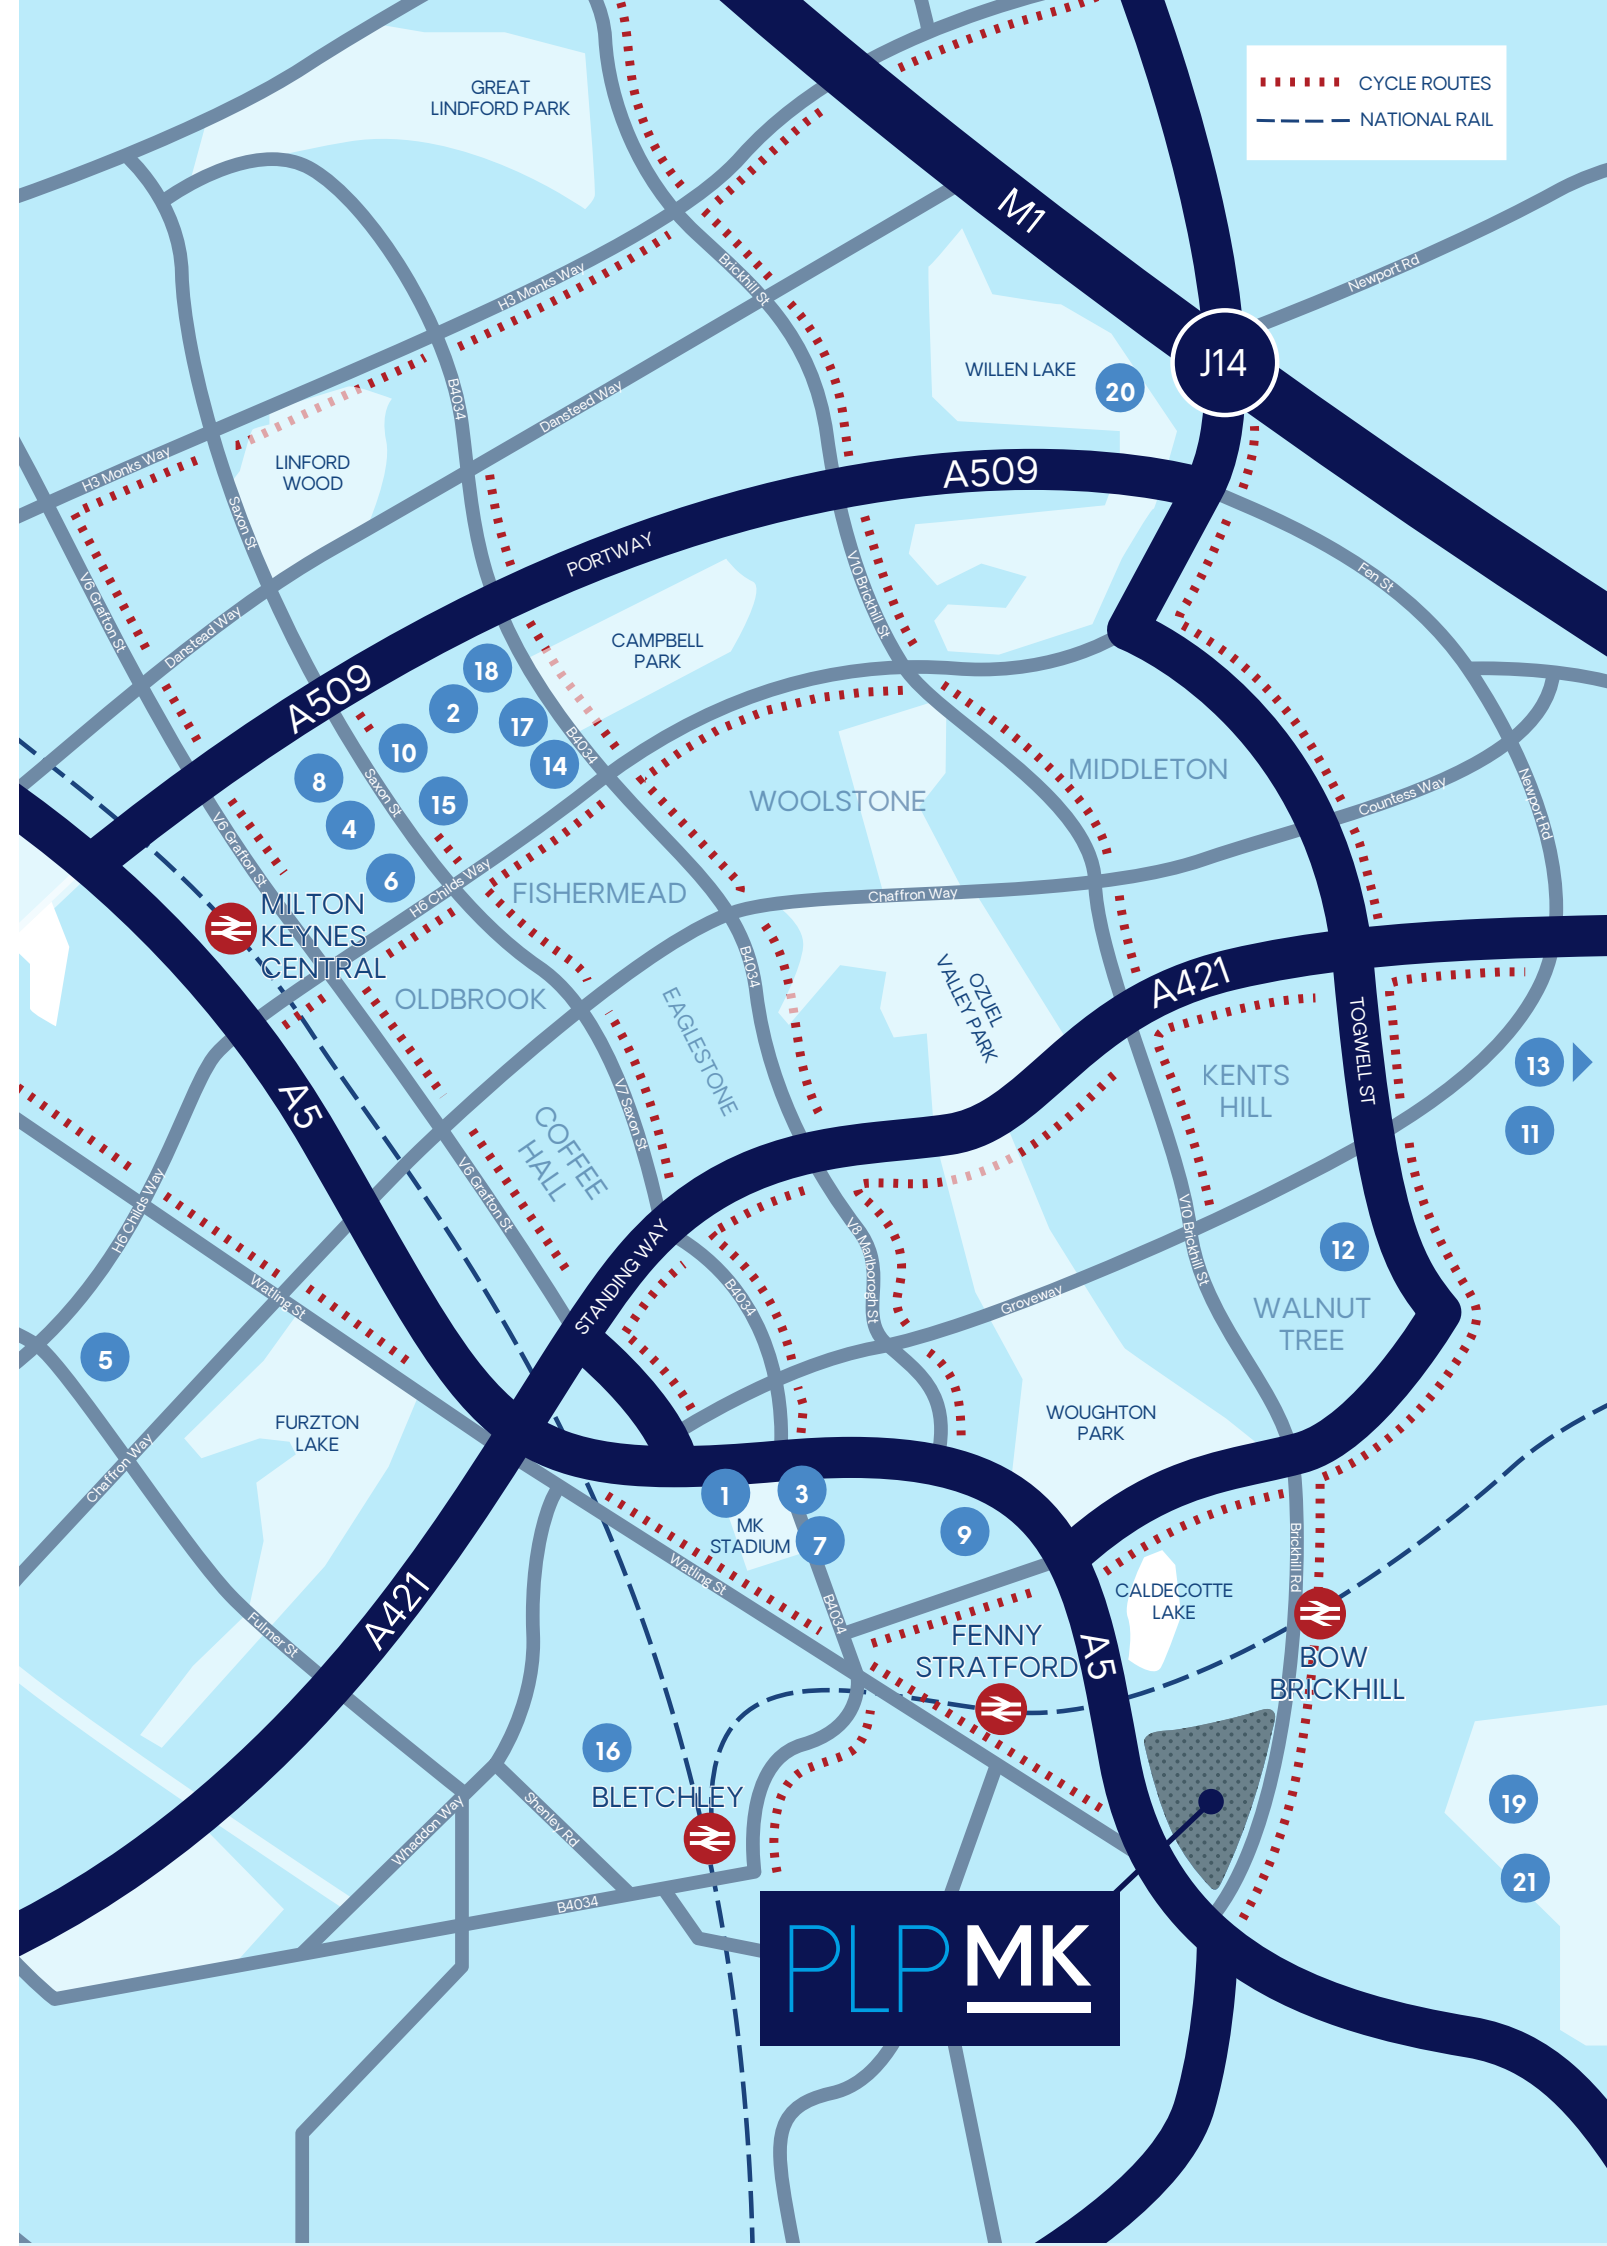 GREAT
LINDFORD PARK
CYCLE ROUTES
NATIONAL RAIL
M1
Newport Rd
Brickhill St
H3 Monks Way
J14
WILLEN LAKE
20
B4034
Dansteed Way
A509
LINFORD
WOOD
H3 Monks Way
Saxon St
PORTWAY
V10 Brickhill St
Fen St
V6 Grafton St
Danstead Way
CAMPBELL
PARK
A509
18
2
17
B4034
14
10
8
15
4
Saxon St
6
V6 Grafton St
H6 Childs Way
MIDDLETON
WOOLSTONE
Countess Way
Newport Rd
FISHERMEAD
Chaffron Way
MILTON
KEYNES
CENTRAL
OLDBROOK
B4034
EAGLESTONE
OZUEL
VALLEY PARK
A421
TOGWELL ST
KENTS
HILL
13
11
A5
V7 Saxon St
COFFEE
HALL
V6 Grafton St
H6 Childs Way
V8 Marlborogh St
V10 Brickhill St
12
STANDING WAY
Watling St
B4034
Groveway
WALNUT
TREE
5
FURZTON
LAKE
WOUGHTON
PARK
Chaffron Way
1
3
MK
STADIUM
7
9
Watling St
B4034
Brickhill Rd
CALDECOTTE
LAKE
A421
Fulmer St
FENNY
STRATFORD
A5
BOW
BRICKHILL
16
BLETCHLEY
Whaddon Way
Shenley Rd
19
21
B4034
PLP MK